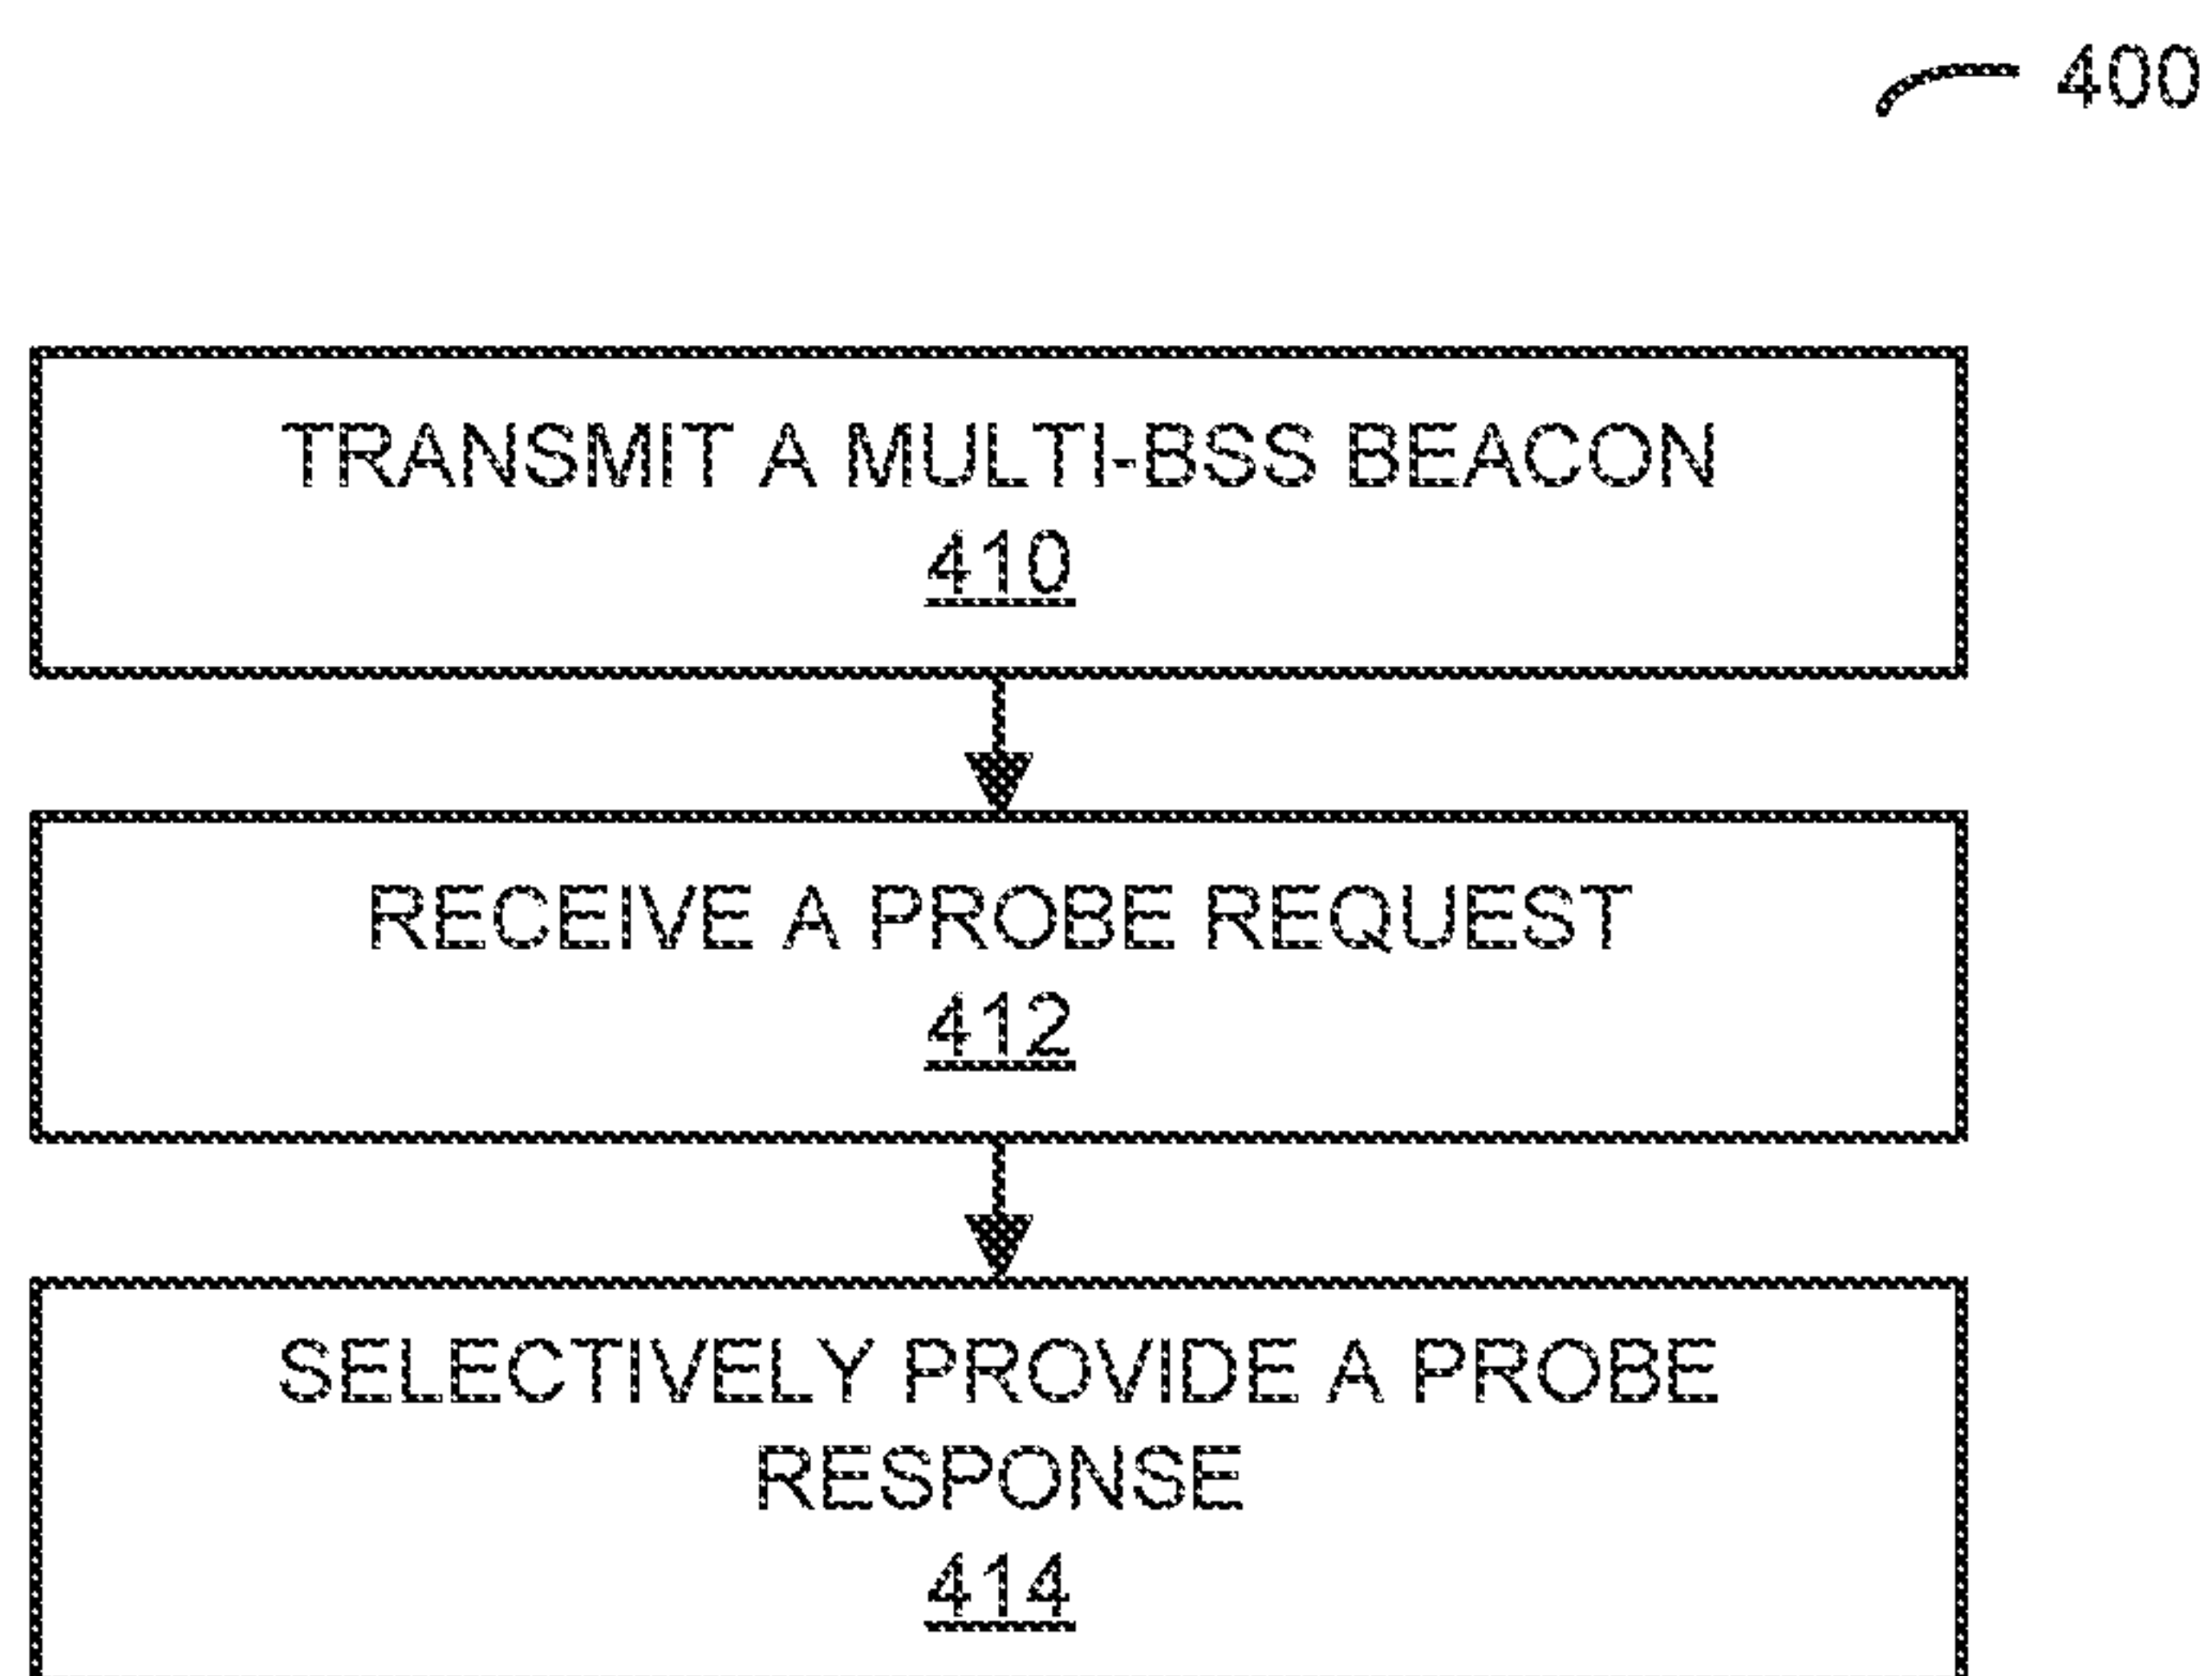 400
TRANSMIT A MULTI-BSS BEACON
410
RECEIVE A PROBE REQUEST
412
SELECTIVELY PROVIDE A PROBE
RESPONSE
414